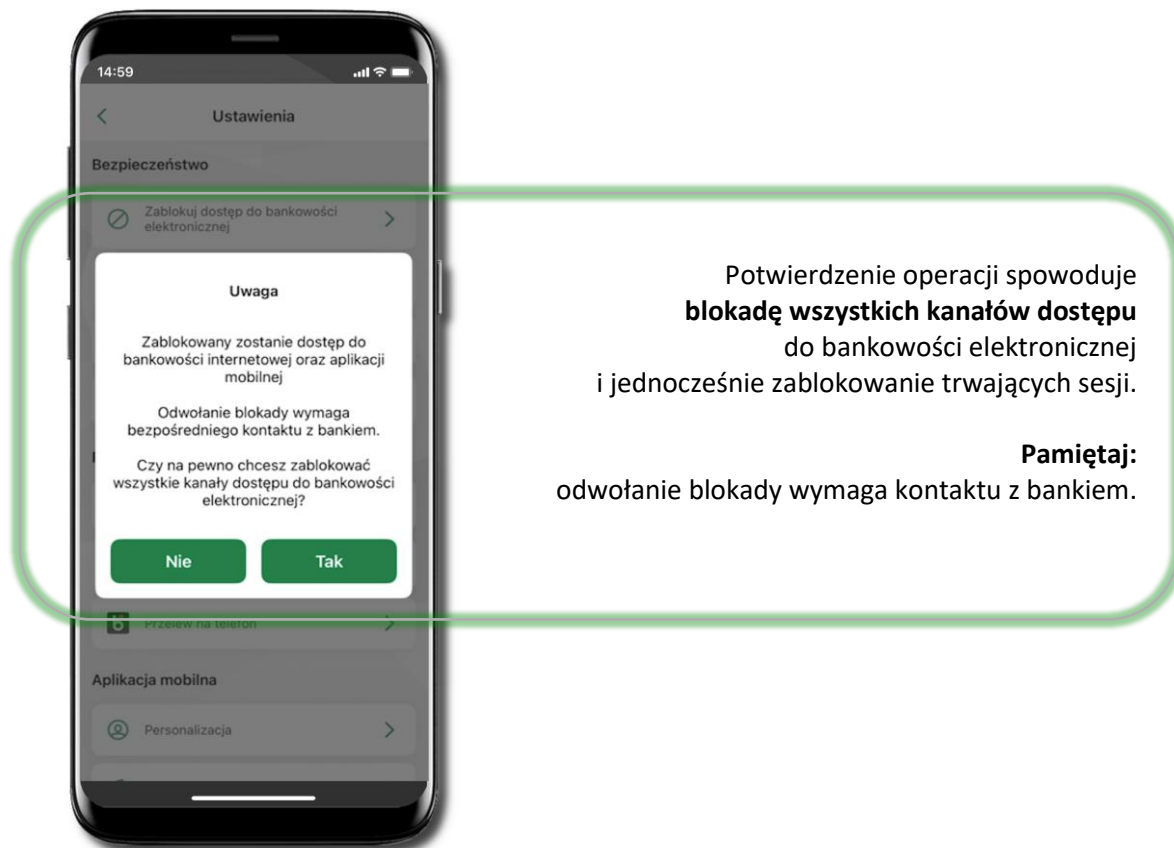 14:59
Ustawienia
Bezpieczeństwo
Zablokuj dostęp do bankowości
elektronicznej
Uwaga
Zablokowany zostanie dostęp do
bankowości internetowej oraz aplikacji
mobilnej
Odwołanie blokady wymaga
bezpośredniego kontaktu z bankiem.
Czy na pewno chcesz zablokować
wszystkie kanały dostępu do bankowości
elektronicznej?
Nie
Tak
Przelew na telefon
Aplikacja mobilna
Personalizacja
Potwierdzenie operacji spowoduje
blokadę wszystkich kanałów dostępu
do bankowości elektronicznej
i jednocześnie zablokowanie trwających sesji.
Pamiętaj:
odwołanie blokady wymaga kontaktu z bankiem.